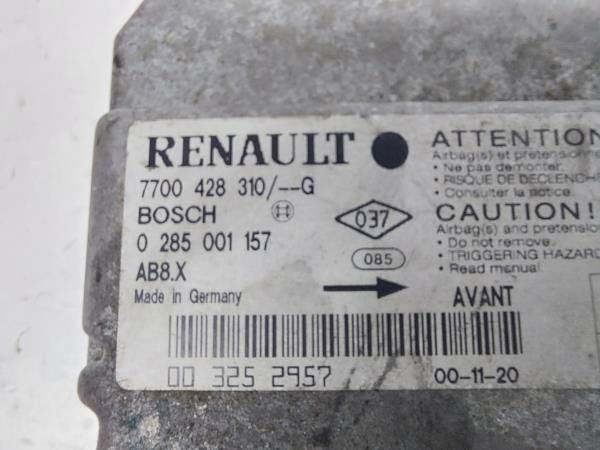 RENAULT
7700 428 310/--G
BOSCH
0 285 001 157
AB8.X
Made in Germany
037
085
AVANT
00 325 2957
00-11-20
ATTENTION
Airbag(s) et pretensionne
• Ne pas demonter.
• RISQUE DE DECLENCH
• Consulter la notice.
CAUTION!
Airbag(s) and pretension
• Do not remove.
• TRIGGERING HAZARD
• Read manual.